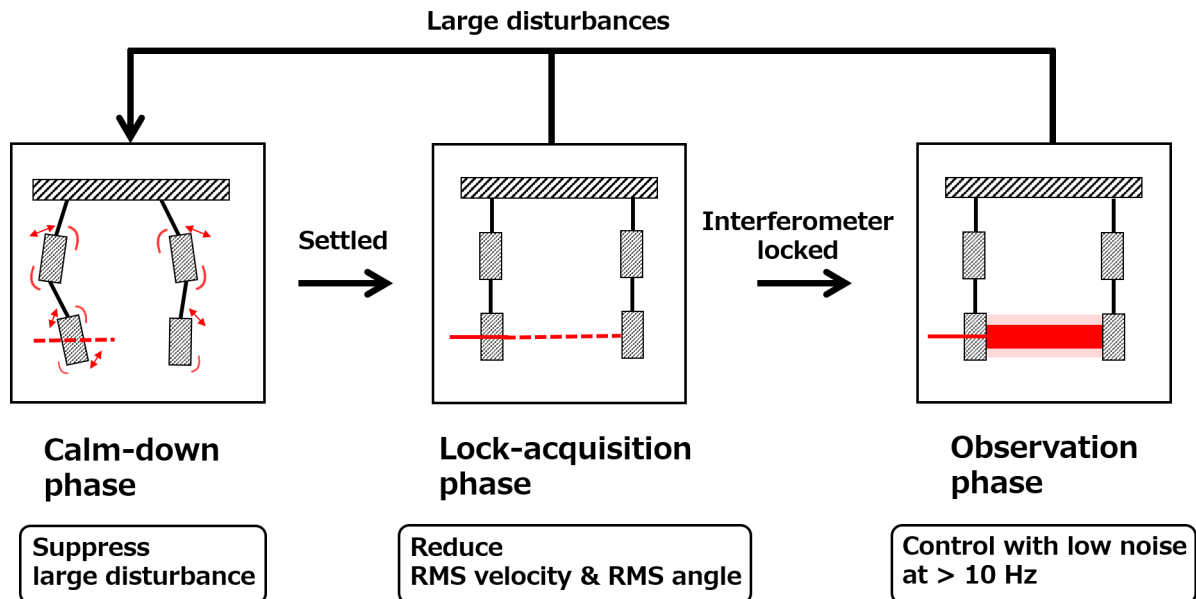 Large disturbances
Settled
Interferometer
locked
Calm-down
phase
Lock-acquisition
phase
Observation
phase
Suppress
large disturbance
Reduce
RMS velocity & RMS angle
Control with low noise
at > 10 Hz